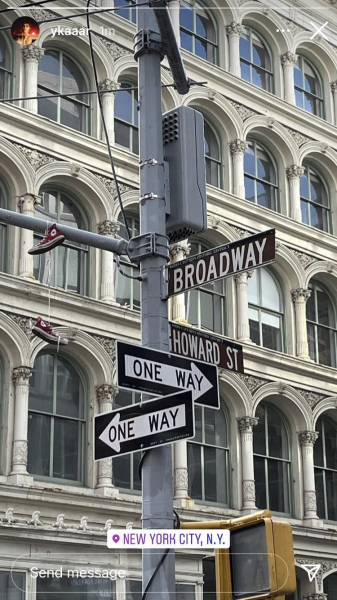 ykaaar 1m
BROADWAY
HOWARD ST
ONE WAY
ONE WAY
NEW YORK CITY, N.Y.
Send message